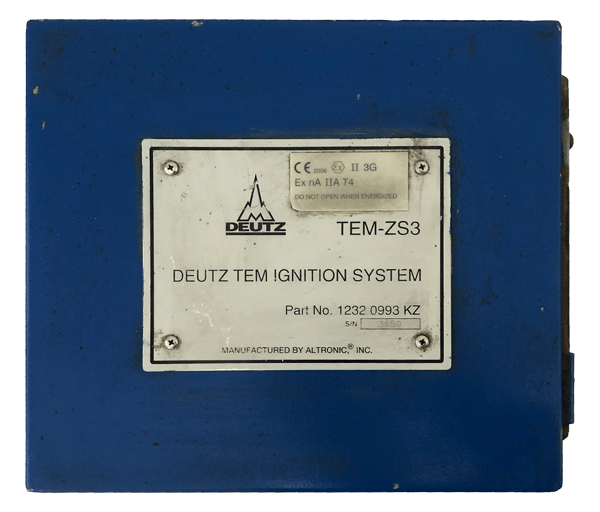 CE 2006 Ex II 3G
Ex nA IIA T4
DO NOT OPEN WHEN ENERGIZED
DEUTZ
TEM-ZS3
DEUTZ TEM IGNITION SYSTEM
Part No. 1232 0993 KZ
S/N
MANUFACTURED BY ALTRONIC,® INC.